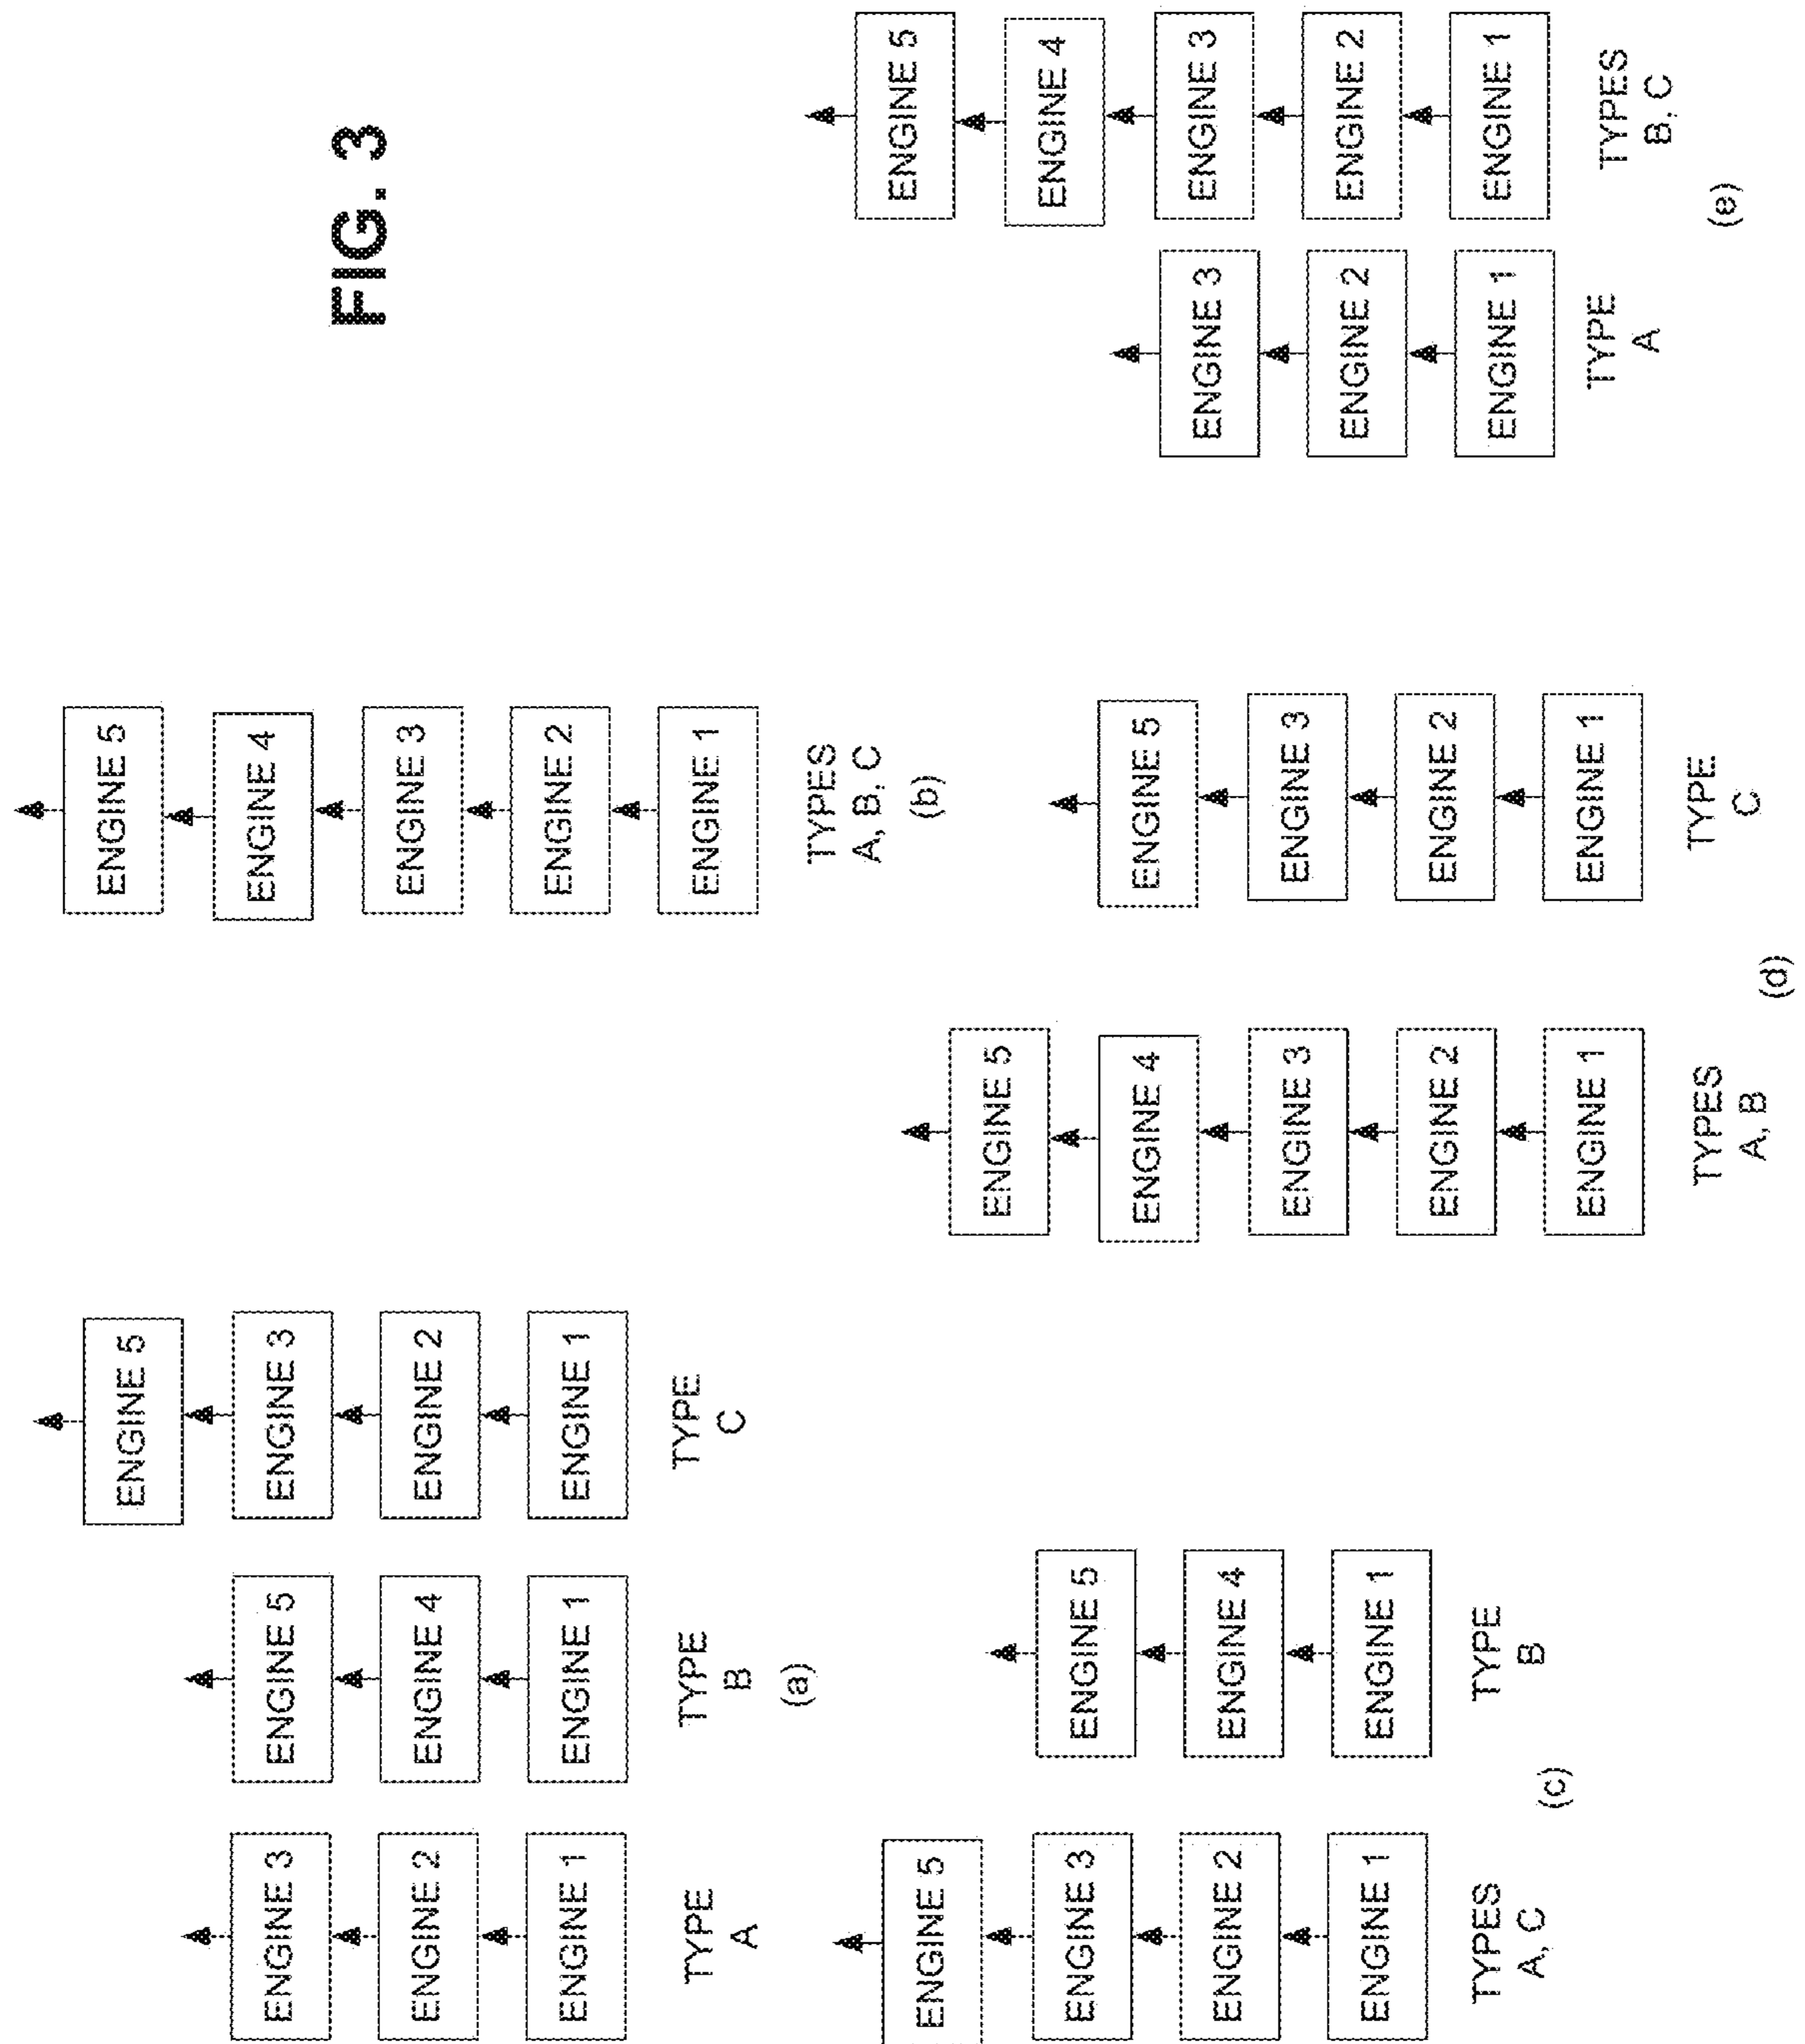 FIG. 3
ENGINE 3
ENGINE 2
ENGINE 1
TYPE
A
ENGINE 5
ENGINE 4
ENGINE 1
TYPE
B
ENGINE 5
ENGINE 3
ENGINE 2
ENGINE 1
TYPE
C
(a)
ENGINE 5
ENGINE 4
ENGINE 3
ENGINE 2
ENGINE 1
TYPES
A, B, C
(b)
ENGINE 5
ENGINE 3
ENGINE 2
ENGINE 1
TYPES
A, C
ENGINE 5
ENGINE 4
ENGINE 1
TYPE
B
(c)
ENGINE 5
ENGINE 4
ENGINE 3
ENGINE 2
ENGINE 1
TYPES
A, B
ENGINE 5
ENGINE 3
ENGINE 2
ENGINE 1
TYPE
C
(d)
ENGINE 3
ENGINE 2
ENGINE 1
TYPE
A
ENGINE 5
ENGINE 4
ENGINE 3
ENGINE 2
ENGINE 1
TYPES
B, C
(e)